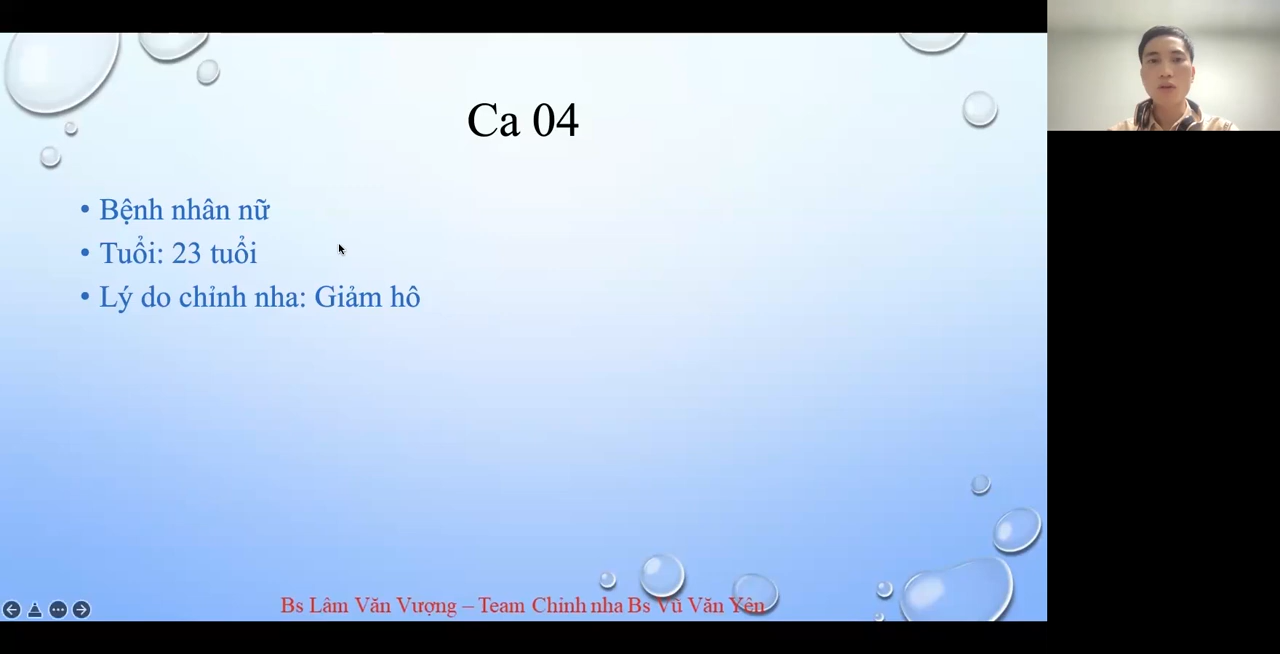 Ca 04
• Bệnh nhân nữ
• Tuổi: 23 tuổi
• Lý do chỉnh nha: Giảm hô
Bs Lâm Văn Vượng – Team Chỉnh nha Bs Vũ Văn Yên